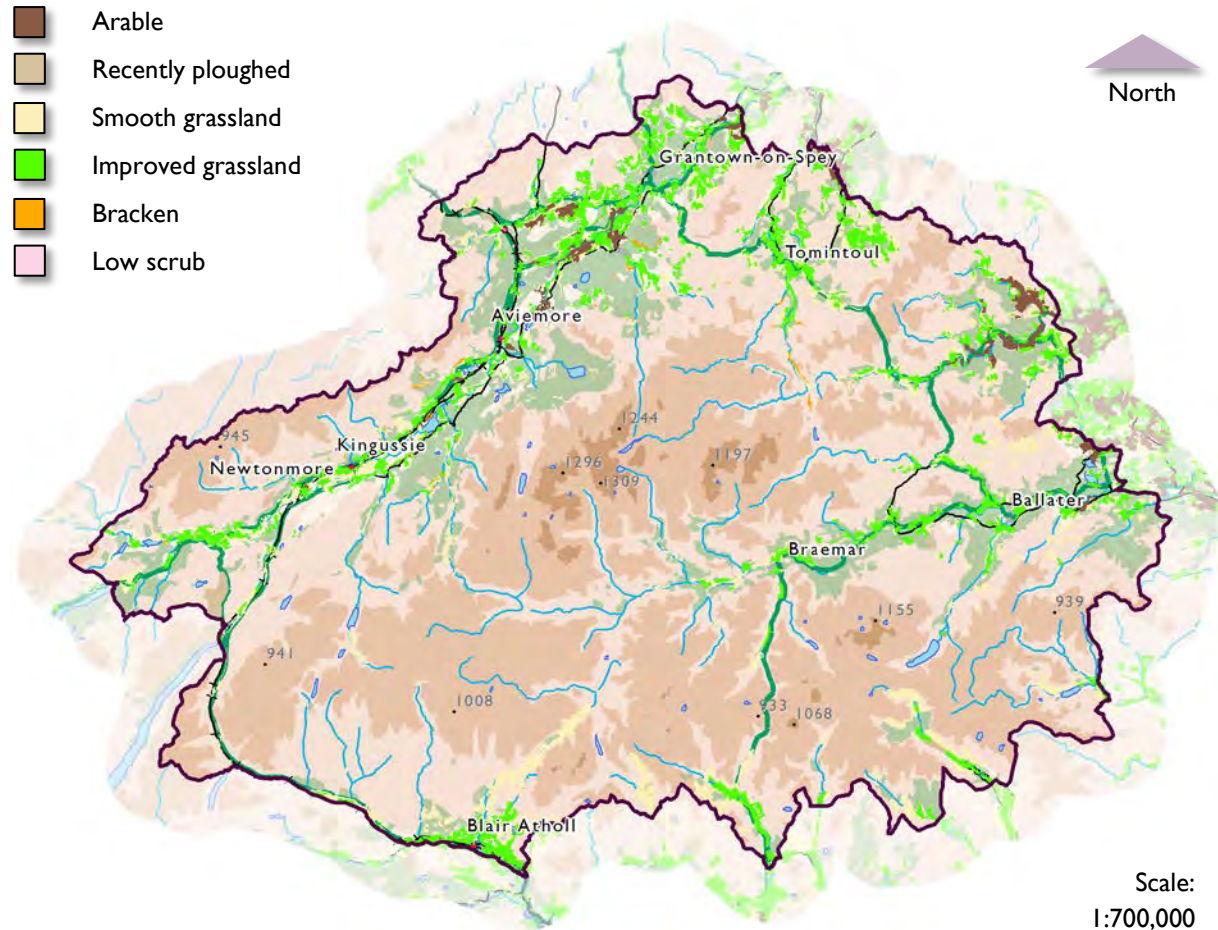 Arable
Recently ploughed
Smooth grassland
Improved grassland
Bracken
Low scrub
North
Grantown-on-Spey
Tomintoul
Aviemore
1244
945
Kingussie
1197
Newtonmore
1296
1309
Ballater
Braemar
939
1155
941
1008
933
1068
Blair Atholl
Scale:
1:700,000